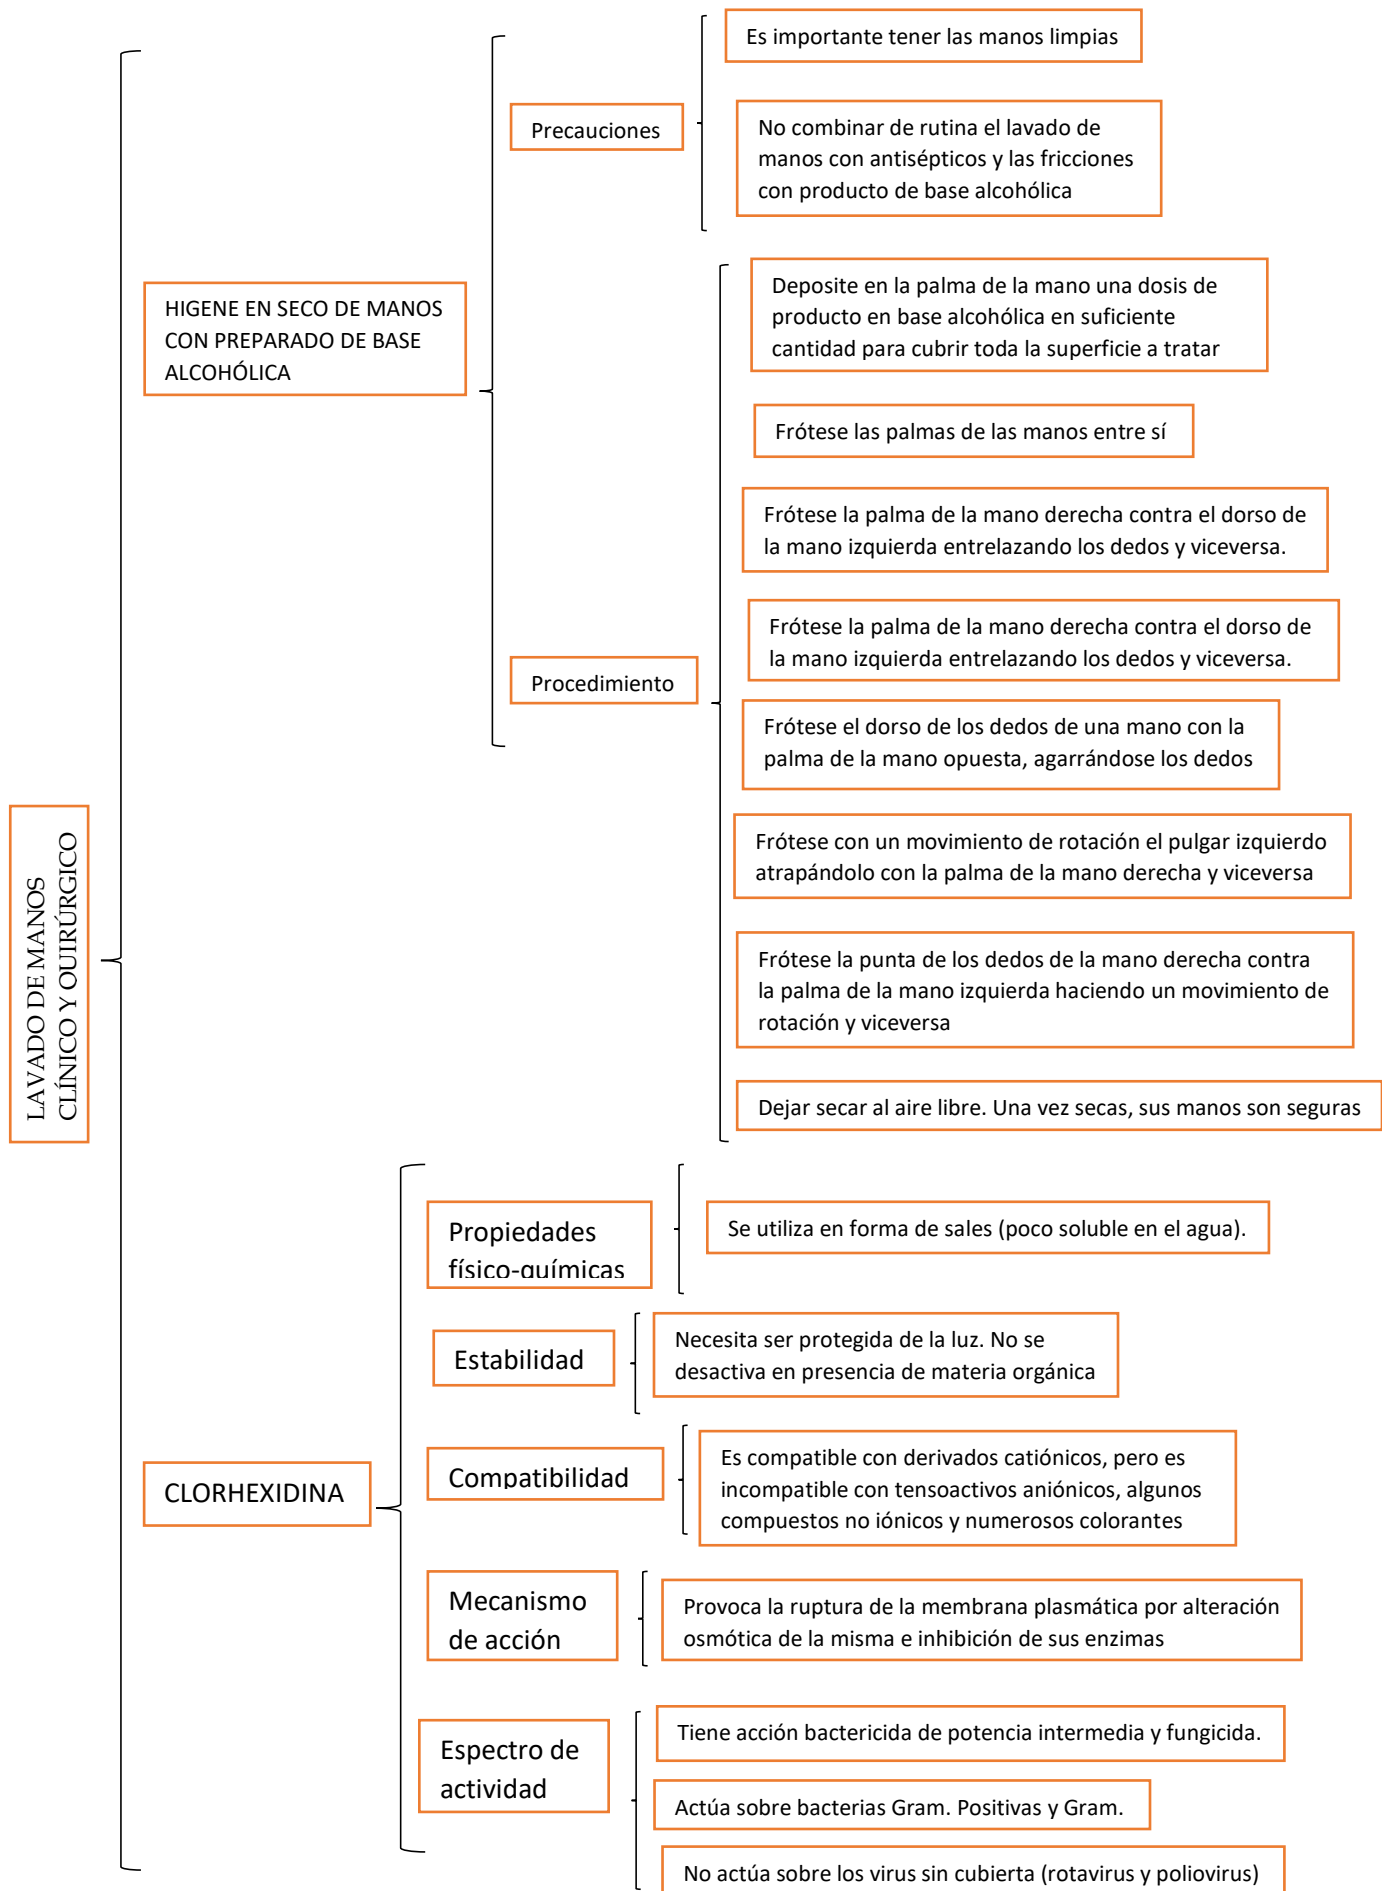 LAVADO DE MANOS
CLÍNICO Y QUIRÚRGICO
HIGENE EN SECO DE MANOS
CON PREPARADO DE BASE
ALCOHÓLICA
Precauciones
Es importante tener las manos limpias
No combinar de rutina el lavado de
manos con antisépticos y las fricciones
con producto de base alcohólica
Procedimiento
Deposite en la palma de la mano una dosis de
producto en base alcohólica en suficiente
cantidad para cubrir toda la superficie a tratar
Frótese las palmas de las manos entre sí
Frótese la palma de la mano derecha contra el dorso de
la mano izquierda entrelazando los dedos y viceversa.
Frótese la palma de la mano derecha contra el dorso de
la mano izquierda entrelazando los dedos y viceversa.
Frótese el dorso de los dedos de una mano con la
palma de la mano opuesta, agarrándose los dedos
Frótese con un movimiento de rotación el pulgar izquierdo
atrapándolo con la palma de la mano derecha y viceversa
Frótese la punta de los dedos de la mano derecha contra
la palma de la mano izquierda haciendo un movimiento de
rotación y viceversa
Dejar secar al aire libre. Una vez secas, sus manos son seguras
CLORHEXIDINA
Propiedades
físico-químicas
Se utiliza en forma de sales (poco soluble en el agua).
Estabilidad
Necesita ser protegida de la luz. No se
desactiva en presencia de materia orgánica
Compatibilidad
Es compatible con derivados catiónicos, pero es
incompatible con tensoactivos aniónicos, algunos
compuestos no iónicos y numerosos colorantes
Mecanismo
de acción
Provoca la ruptura de la membrana plasmática por alteración
osmótica de la misma e inhibición de sus enzimas
Espectro de
actividad
Tiene acción bactericida de potencia intermedia y fungicida.
Actúa sobre bacterias Gram. Positivas y Gram.
No actúa sobre los virus sin cubierta (rotavirus y poliovirus)